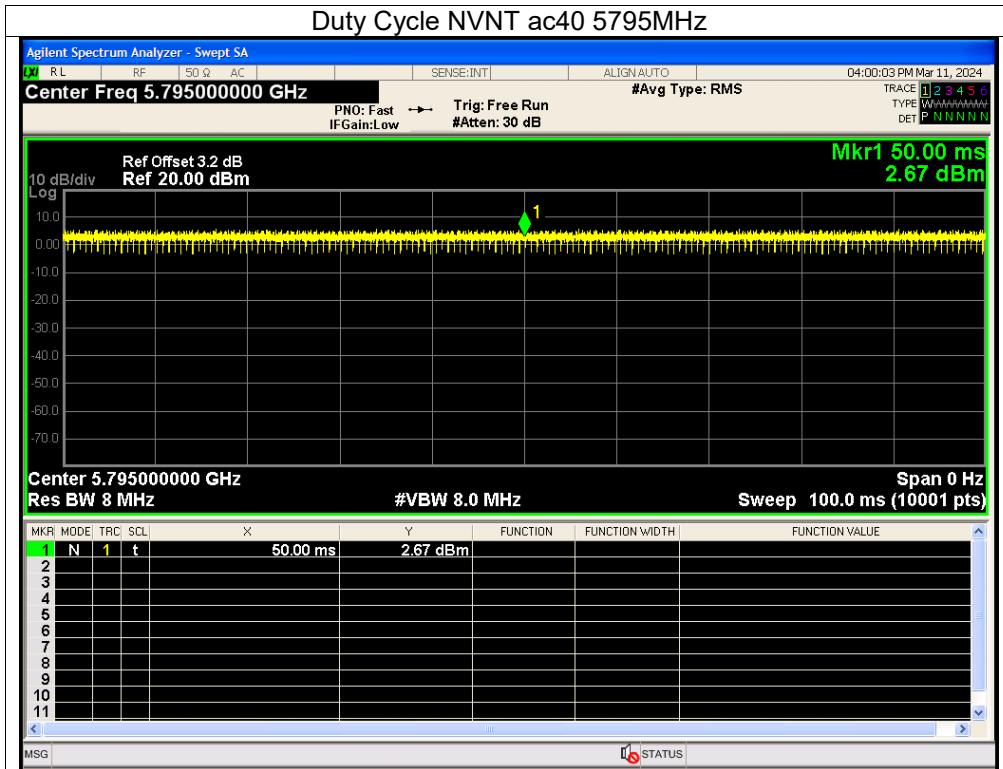 Duty Cycle NVNT ac40 5795MHz
Agilent Spectrum Analyzer - Swept SA
LXI RL RF 50 Ω AC SENSE:INT ALIGN AUTO 04:00:03 PM Mar 11, 2024
Center Freq 5.795000000 GHz #Avg Type: RMS TRACE 1 2 3 4 5 6
PNO: Fast Trig: Free Run TYPE WWWWWW
IFGain:Low #Atten: 30 dB DET P N N N N N
Mkr1 50.00 ms
Ref Offset 3.2 dB
10 dB/div Ref 20.00 dBm 2.67 dBm
Log
10.0
1
0.00
-10.0
-20.0
-30.0
-40.0
-50.0
-60.0
-70.0
Center 5.795000000 GHz Span 0 Hz
Res BW 8 MHz #VBW 8.0 MHz Sweep 100.0 ms (10001 pts)
MKR MODE TRC SCL X Y FUNCTION FUNCTION WIDTH FUNCTION VALUE
1 N 1 t 50.00 ms 2.67 dBm
2
3
4
5
6
7
8
9
10
11
MSG STATUS